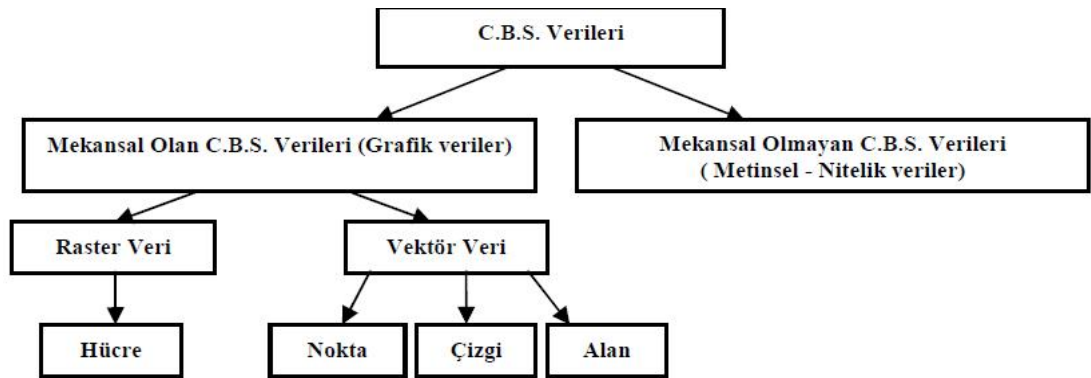 C.B.S. Verileri
Mekansal Olan C.B.S. Verileri (Grafik veriler)
Mekansal Olmayan C.B.S. Verileri
( Metinsel - Nitelik veriler)
Raster Veri
Vektör Veri
Hücre
Nokta
Çizgi
Alan